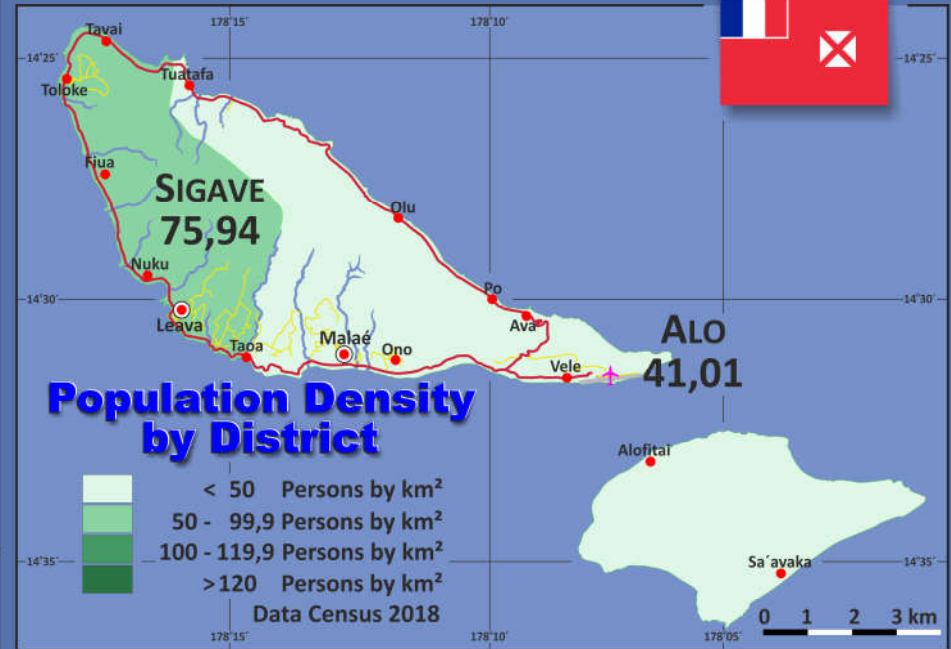 178°15´
178°10´
Tavai
14°25´
14°25´
Tuatafa
Toloke
Fiua
SIGAVE
75,94
Olu
Nuku
14°30´
Po
14°30´
Leava
Ava
ALO
Taoa
Malaé
Ono
Vele
41,01
Population Density
by District
Alofitai
< 50 Persons by km²
50 - 99,9 Persons by km²
100 - 119,9 Persons by km²
14°35´
Sa´avaka
14°35´
>120 Persons by km²
Data Census 2018
0 1 2 3 km
178°15´
178°10´
178°05´